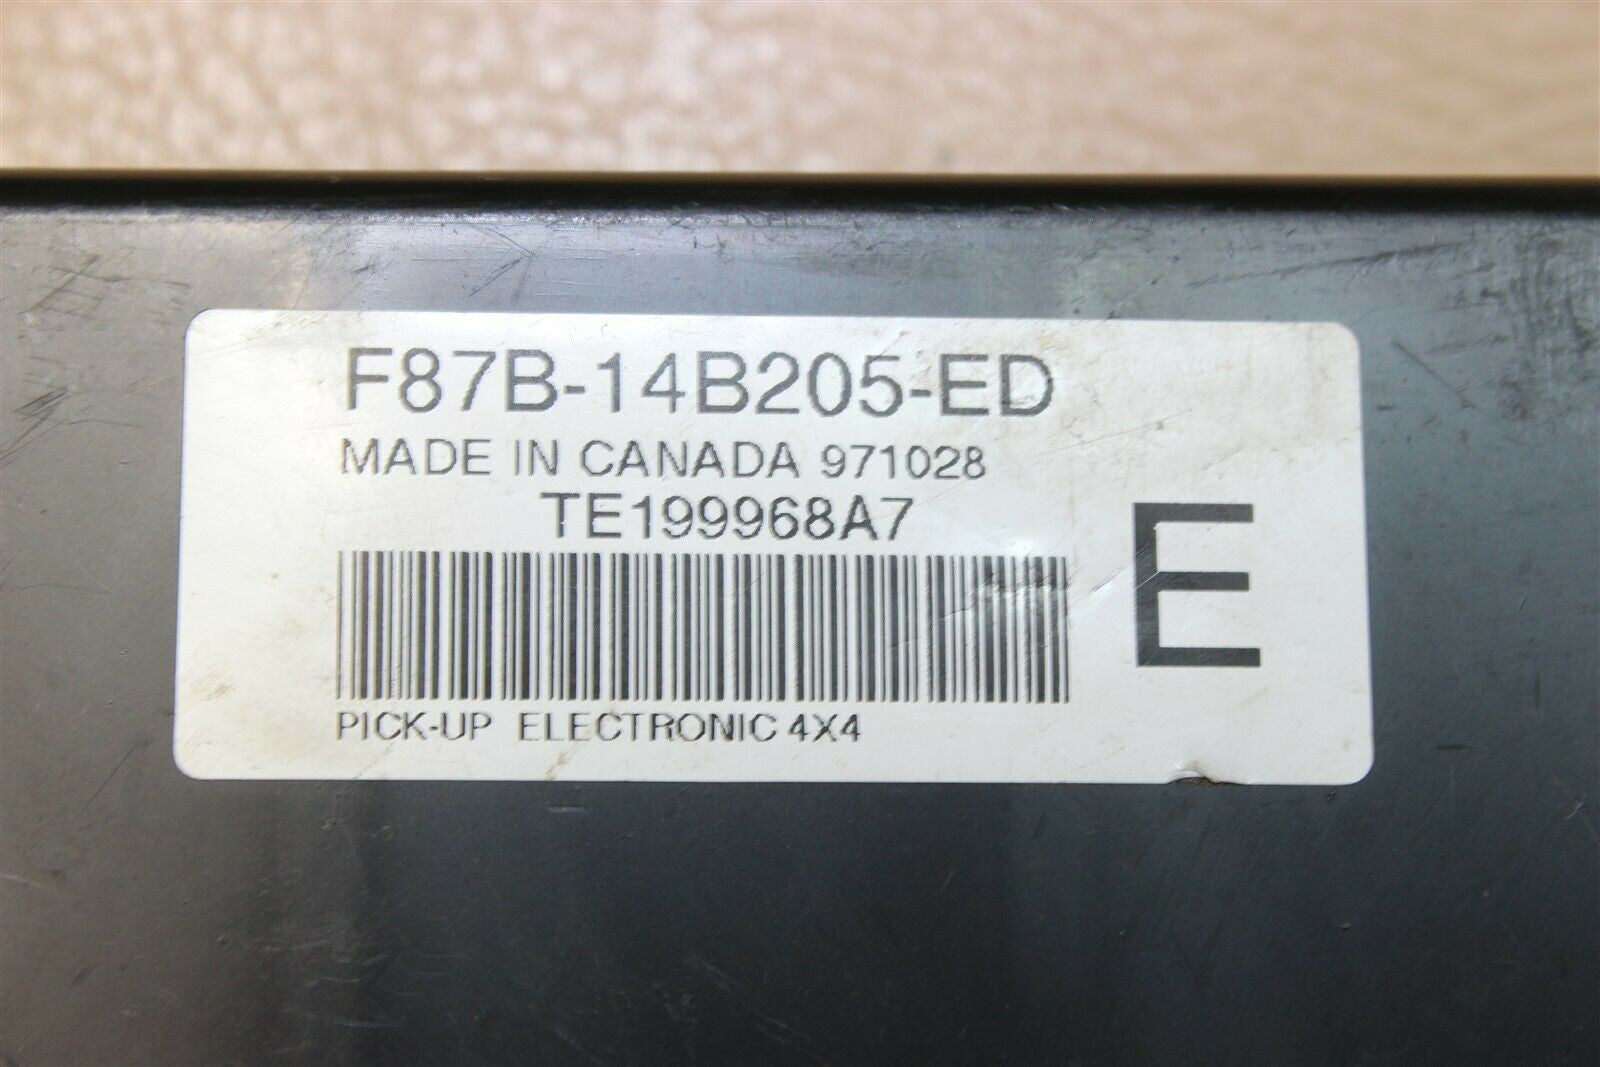 F87B-14B205-ED
MADE IN CANADA 971028
TE199968A7
E
PICK-UP ELECTRONIC 4X4